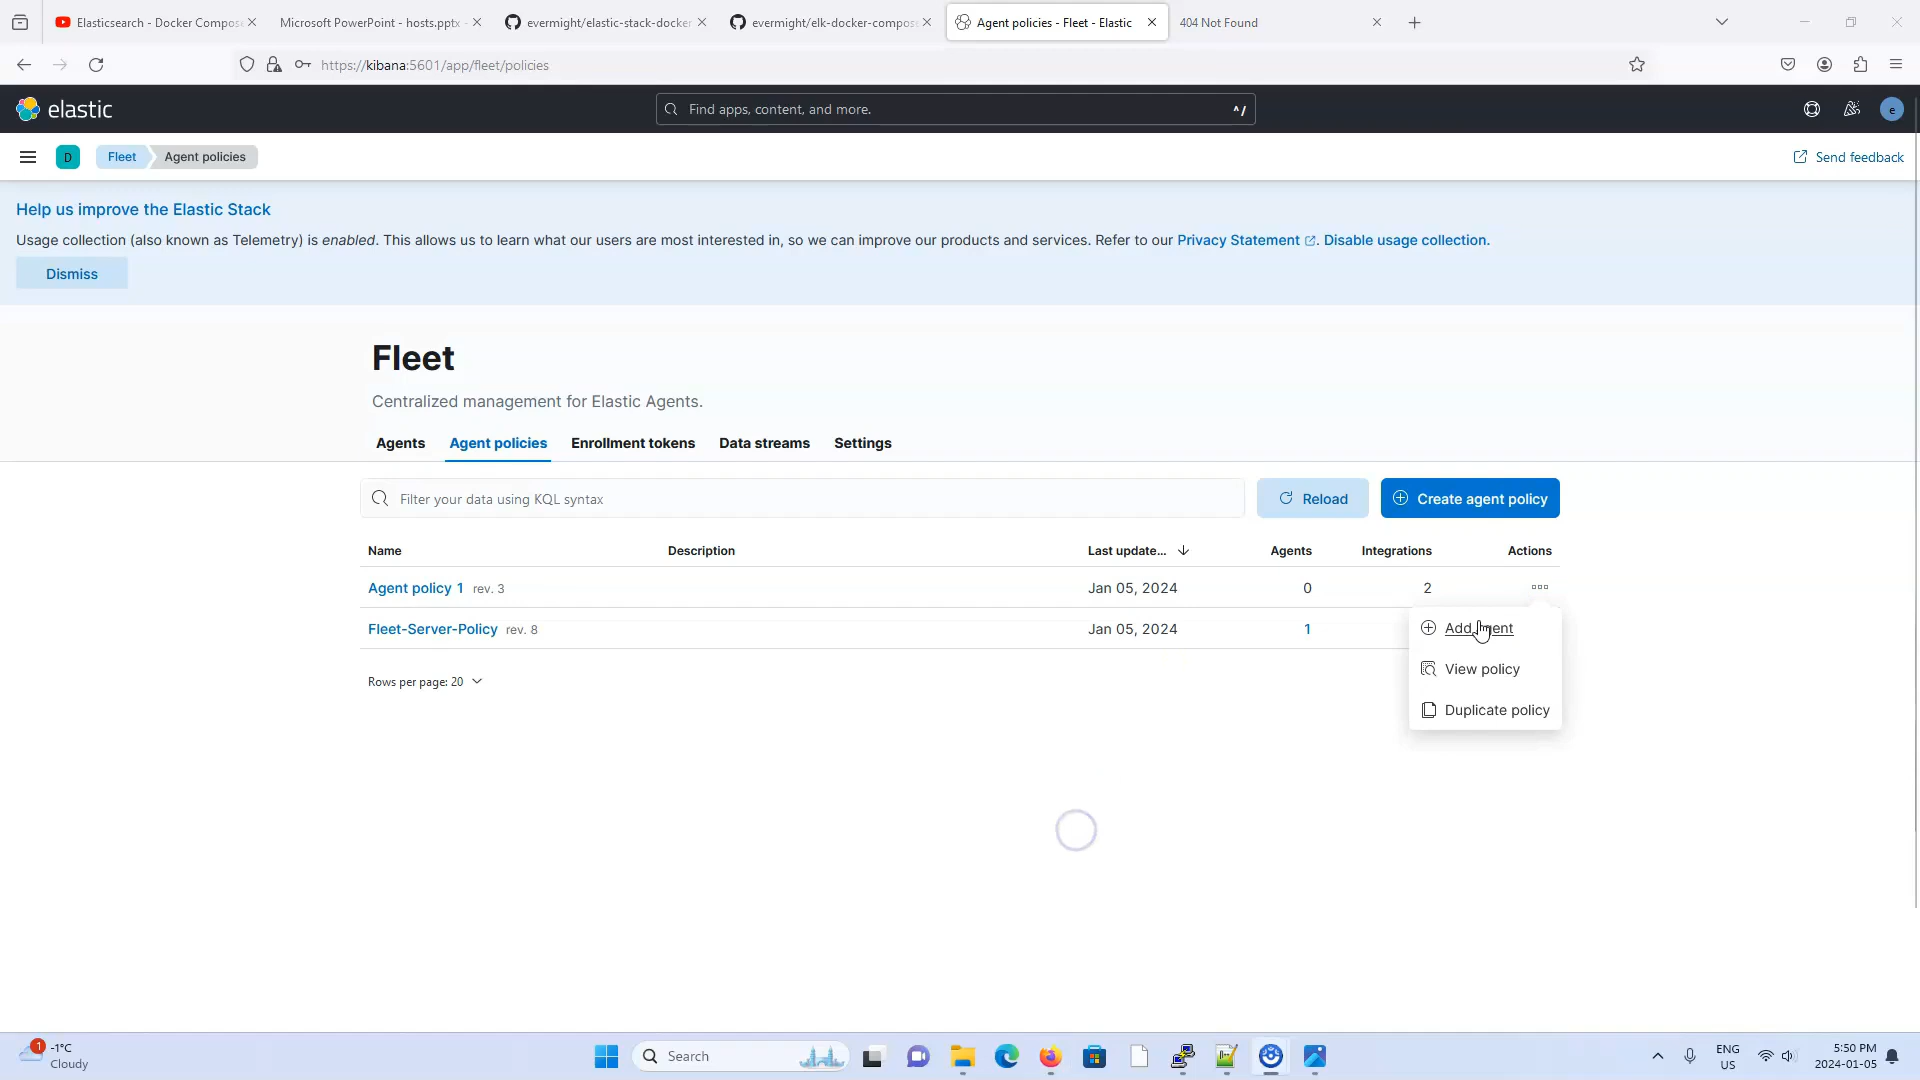 Elasticsearch - Docker Compos
Microsoft PowerPoint - hosts.pptx -
evermight/elastic-stack-docker
evermight/elk-docker-compos
Agent policies - Fleet - Elastic
404 Not Found
https://kibana:5601/app/fleet/policies
elastic
Find apps, content, and more.
^/
e
D
Fleet
Agent policies
Send feedback
Help us improve the Elastic Stack
Usage collection (also known as Telemetry) is enabled. This allows us to learn what our users are most interested in, so we can improve our products and services. Refer to our Privacy Statement. Disable usage collection.
Dismiss
Fleet
Centralized management for Elastic Agents.
Agents
Agent policies
Enrollment tokens
Data streams
Settings
Filter your data using KQL syntax
Reload
Create agent policy
Name
Description
Last update...
Agents
Integrations
Actions
Agent policy 1 rev. 3
Jan 05, 2024
0
2
Fleet-Server-Policy rev. 8
Jan 05, 2024
1
Add agent
View policy
Duplicate policy
Rows per page: 20
1
-1°C
Cloudy
Search
ENG
US
5:50 PM
2024-01-05